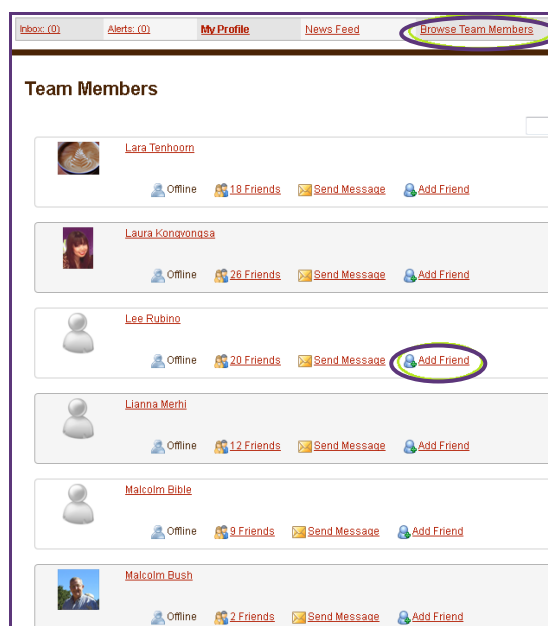 Inbox: (0) Alerts: (0) My Profile News Feed Browse Team Members
Team Members
Lara Tenhoorn
Offline 18 Friends Send Message Add Friend
Laura Kongvongsa
Offline 26 Friends Send Message Add Friend
Lee Rubino
Offline 20 Friends Send Message Add Friend
Lianna Merhi
Offline 12 Friends Send Message Add Friend
Malcolm Bible
Offline 9 Friends Send Message Add Friend
Malcolm Bush
Offline 2 Friends Send Message Add Friend